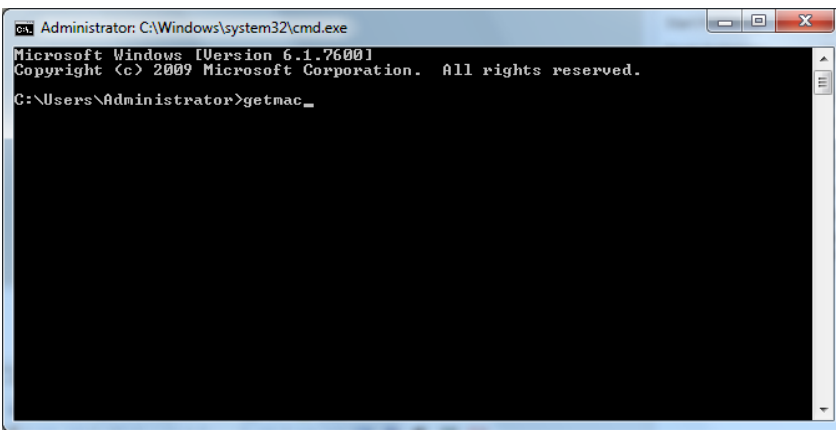 Administrator: C:\Windows\system32\cmd.exe
Microsoft Windows [Version 6.1.7600]
Copyright (c) 2009 Microsoft Corporation.  All rights reserved.
C:\Users\Administrator>getmac_